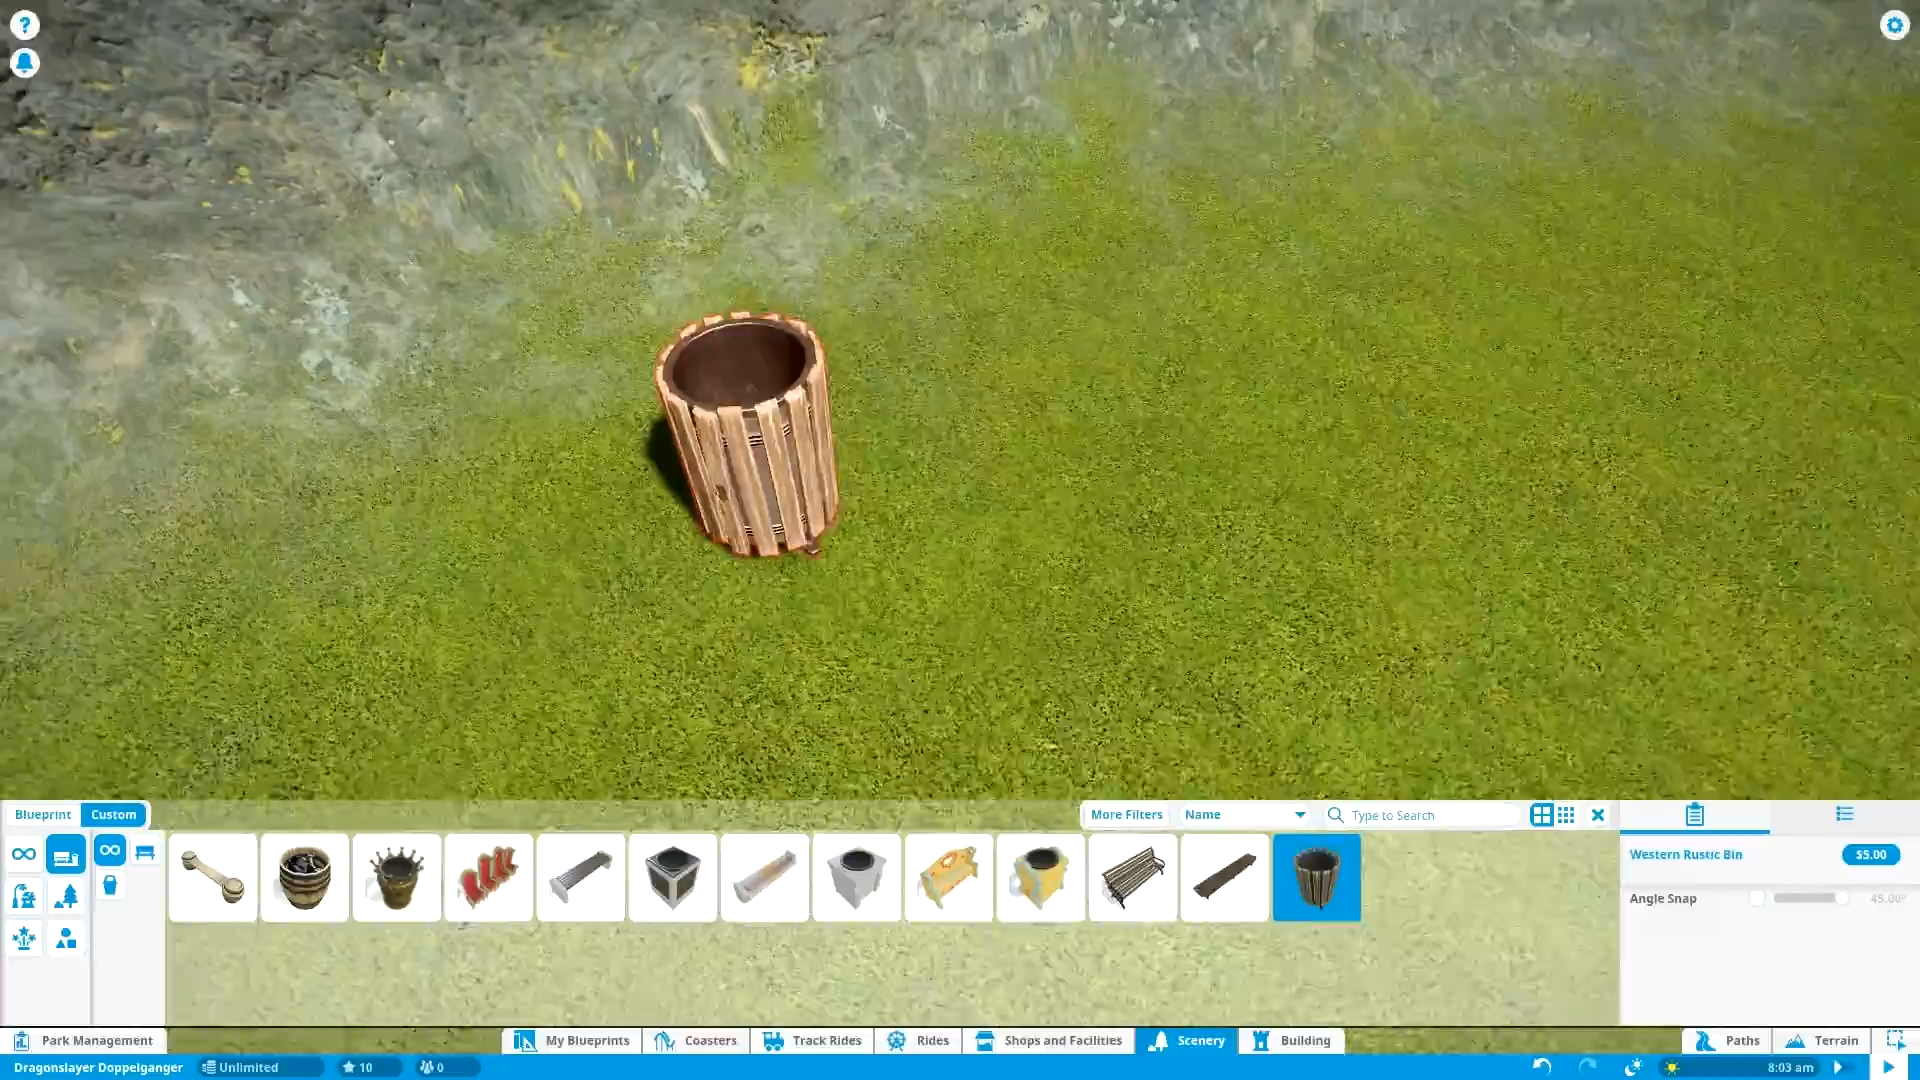 ?
Blueprint
Custom
More Filters
Name
Type to Search
Western Rustic Bin
$5.00
Angle Snap
45.00°
Park Management
My Blueprints
Coasters
Track Rides
Rides
Shops and Facilities
Scenery
Building
Paths
Terrain
Dragonslayer Doppelganger
Unlimited
10
0
8:03 am